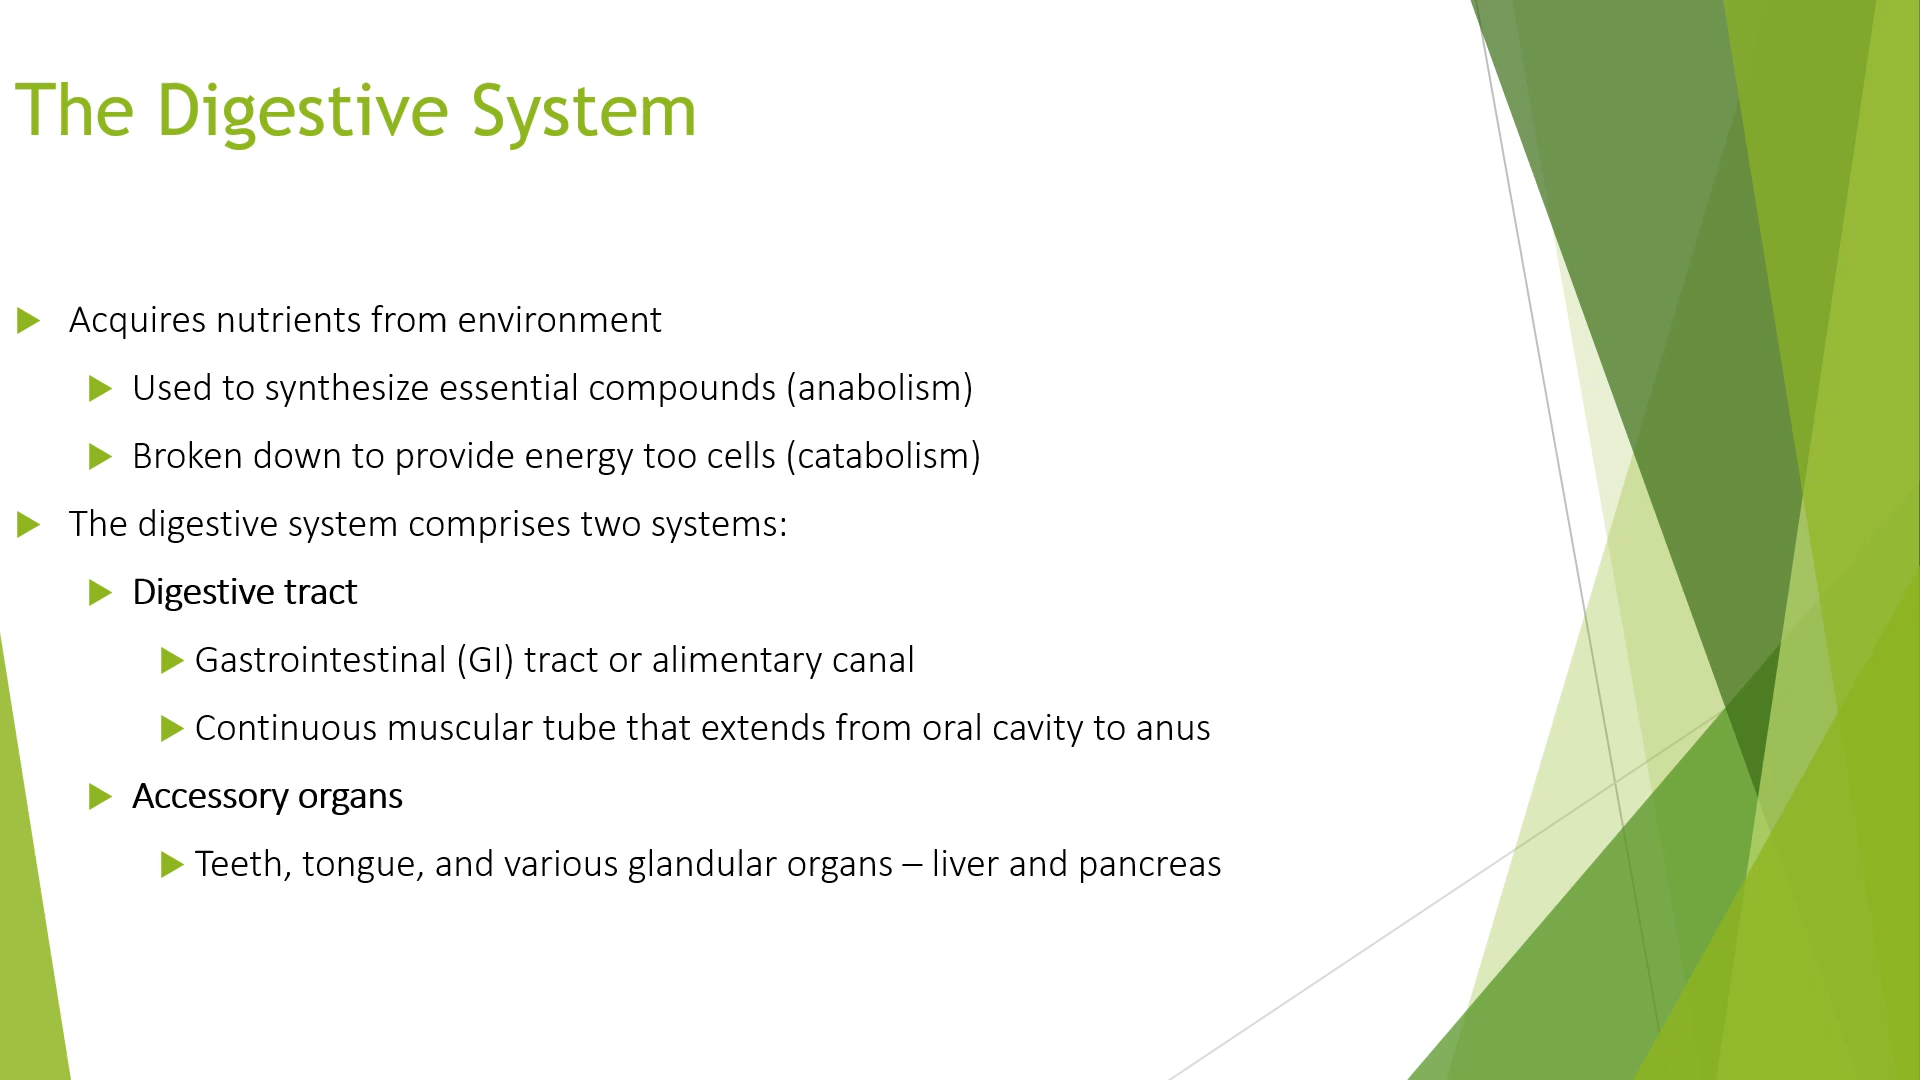 The Digestive System
Acquires nutrients from environment
Used to synthesize essential compounds (anabolism)
Broken down to provide energy too cells (catabolism)
The digestive system comprises two systems:
Digestive tract
Gastrointestinal (GI) tract or alimentary canal
Continuous muscular tube that extends from oral cavity to anus
Accessory organs
Teeth, tongue, and various glandular organs – liver and pancreas